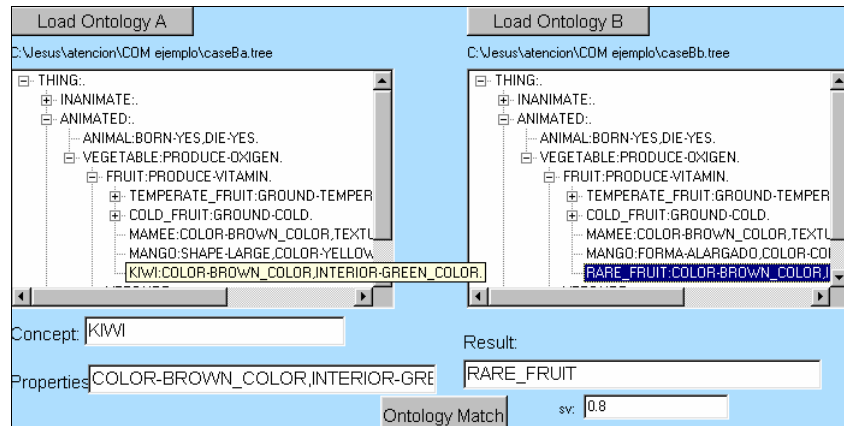 Load Ontology A
Load Ontology B
C:\Jesus\atencion\COM ejemplo\caseBa.tree
C:\Jesus\atencion\COM ejemplo\caseBb.tree
THING:.
INANIMATE:.
ANIMATED:.
ANIMAL:BORN-YES,DIE-YES.
VEGETABLE:PRODUCE-OXIGEN.
FRUIT:PRODUCE-VITAMIN.
TEMPERATE_FRUIT:GROUND-TEMPER
COLD_FRUIT:GROUND-COLD.
MAMEE:COLOR-BROWN_COLOR,TEXTU
MANGO:SHAPE-LARGE,COLOR-YELLOW
KIWI:COLOR-BROWN_COLOR,INTERIOR-GREEN_COLOR.
THING:.
INANIMATE:.
ANIMATED:.
ANIMAL:BORN-YES,DIE-YES.
VEGETABLE:PRODUCE-OXIGEN.
FRUIT:PRODUCE-VITAMIN.
TEMPERATE_FRUIT:GROUND-TEMPER
COLD_FRUIT:GROUND-COLD.
MAMEE:COLOR-BROWN_COLOR,TEXTU
MANGO:FORMA-ALARGADO,COLOR-COL
RARE_FRUIT:COLOR-BROWN_COLOR,I
Concept: KIWI
Properties COLOR-BROWN_COLOR,INTERIOR-GRE
Result:
RARE_FRUIT
Ontology Match
sv: 0.8